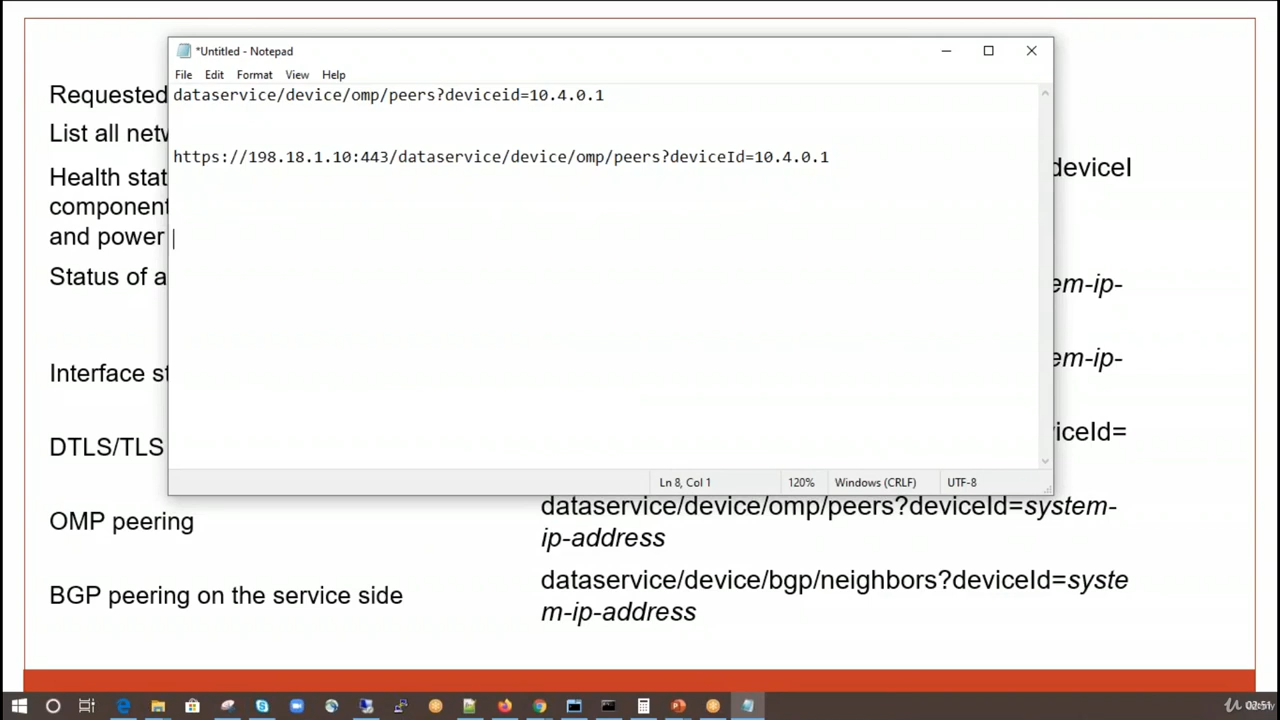 *Untitled - Notepad
File Edit Format View Help
dataservice/device/omp/peers?deviceid=10.4.0.1
https://198.18.1.10:443/dataservice/device/omp/peers?deviceId=10.4.0.1
Ln 8, Col 1 120% Windows (CRLF) UTF-8
Requested
List all netw
Health stat
component
and power
Status of a
Interface st
DTLS/TLS
OMP peering
BGP peering on the service side
deviceI
em-ip-
em-ip-
viceId=
dataservice/device/omp/peers?deviceId=system-
ip-address
dataservice/device/bgp/neighbors?deviceId=syste
m-ip-address
02:51